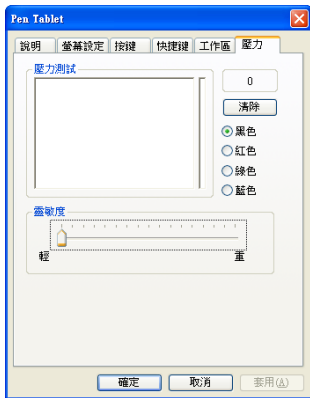 Pen Tablet
說明 螢幕設定 按鍵 快捷鍵 工作區 壓力
壓力測試
0
清除
黑色
紅色
綠色
藍色
靈敏度
輕 重
確定 取消 套用(A)